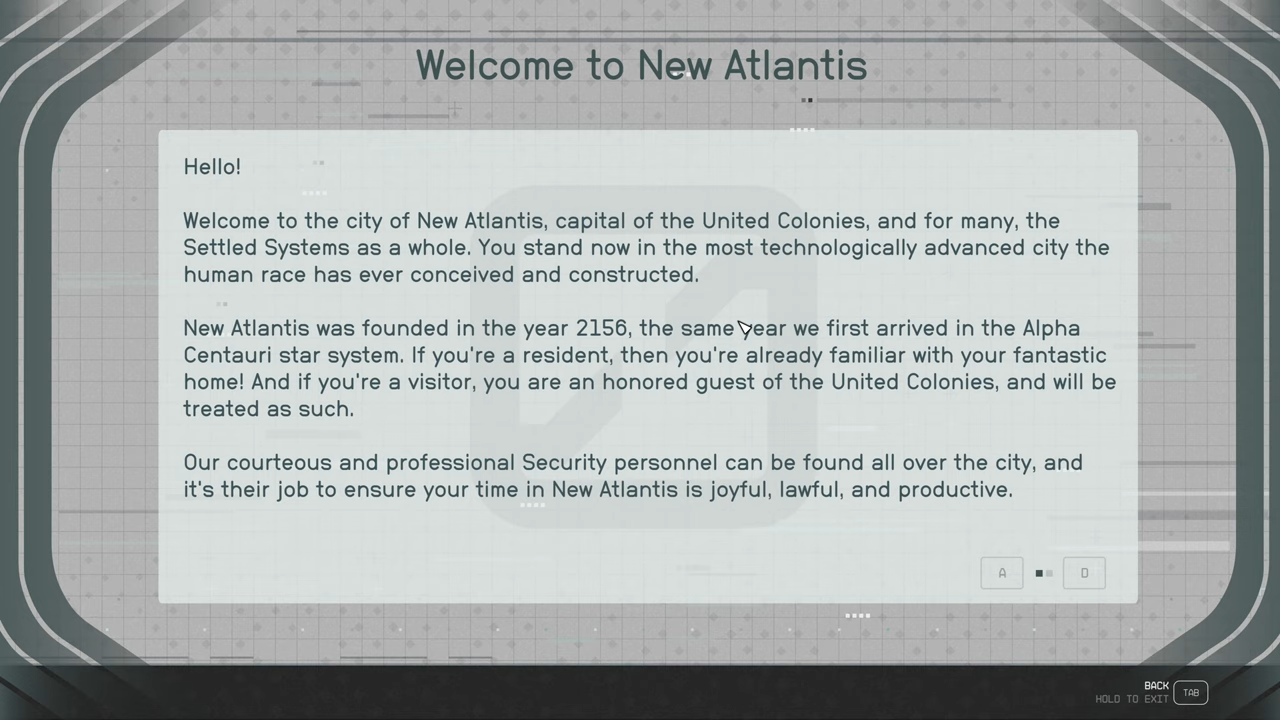 Welcome to New Atlantis
Hello!
Welcome to the city of New Atlantis, capital of the United Colonies, and for many, the
Settled Systems as a whole. You stand now in the most technologically advanced city the
human race has ever conceived and constructed.
New Atlantis was founded in the year 2156, the same year we first arrived in the Alpha
Centauri star system. If you're a resident, then you're already familiar with your fantastic
home! And if you're a visitor, you are an honored guest of the United Colonies, and will be
treated as such.
Our courteous and professional Security personnel can be found all over the city, and
it's their job to ensure your time in New Atlantis is joyful, lawful, and productive.
A D
BACK
HOLD TO EXIT TAB